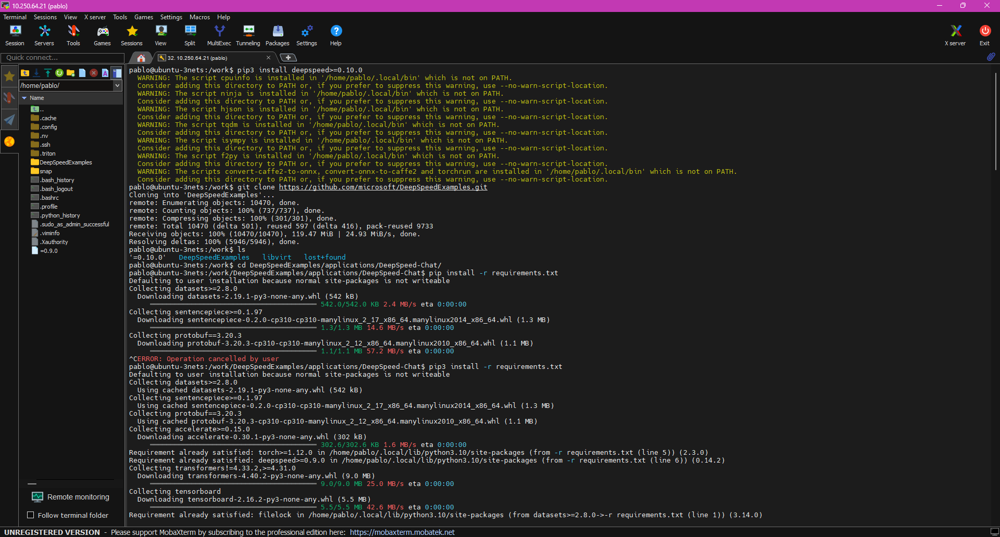 10.250.64.21 (pablo)
Terminal Sessions View X server Tools Games Settings Macros Help
Session Servers Tools Games Sessions View Split MultiExec Tunneling Packages Settings Help X server Exit
Quick connect...
32. 10.250.64.21 (pablo)
/home/pablo/
Name
..
.cache
.config
.nv
.ssh
.triton
DeepSpeedExamples
snap
.bash_history
.bash_logout
.bashrc
.profile
.python_history
.sudo_as_admin_successful
.viminfo
.Xauthority
=0.9.0
Remote monitoring
Follow terminal folder
pablo@ubuntu-3nets:/work$ pip3 install deepspeed>=0.10.0
WARNING: The script cpuinfo is installed in '/home/pablo/.local/bin' which is not on PATH.
Consider adding this directory to PATH or, if you prefer to suppress this warning, use --no-warn-script-location.
WARNING: The script ninja is installed in '/home/pablo/.local/bin' which is not on PATH.
Consider adding this directory to PATH or, if you prefer to suppress this warning, use --no-warn-script-location.
WARNING: The script hjson is installed in '/home/pablo/.local/bin' which is not on PATH.
Consider adding this directory to PATH or, if you prefer to suppress this warning, use --no-warn-script-location.
WARNING: The script tqdm is installed in '/home/pablo/.local/bin' which is not on PATH.
Consider adding this directory to PATH or, if you prefer to suppress this warning, use --no-warn-script-location.
WARNING: The script isympy is installed in '/home/pablo/.local/bin' which is not on PATH.
Consider adding this directory to PATH or, if you prefer to suppress this warning, use --no-warn-script-location.
WARNING: The script f2py is installed in '/home/pablo/.local/bin' which is not on PATH.
Consider adding this directory to PATH or, if you prefer to suppress this warning, use --no-warn-script-location.
WARNING: The scripts convert-caffe2-to-onnx, convert-onnx-to-caffe2 and torchrun are installed in '/home/pablo/.local/bin' which is not on PATH.
Consider adding this directory to PATH or, if you prefer to suppress this warning, use --no-warn-script-location.
pablo@ubuntu-3nets:/work$ git clone https://github.com/microsoft/DeepSpeedExamples.git
Cloning into 'DeepSpeedExamples'...
remote: Enumerating objects: 10470, done.
remote: Counting objects: 100% (737/737), done.
remote: Compressing objects: 100% (301/301), done.
remote: Total 10470 (delta 501), reused 597 (delta 416), pack-reused 9733
Receiving objects: 100% (10470/10470), 119.47 MiB | 24.93 MiB/s, done.
Resolving deltas: 100% (5946/5946), done.
pablo@ubuntu-3nets:/work$ ls
'=0.10.0' DeepSpeedExamples libvirt lost+found
pablo@ubuntu-3nets:/work$ cd DeepSpeedExamples/applications/DeepSpeed-Chat/
pablo@ubuntu-3nets:/work/DeepSpeedExamples/applications/DeepSpeed-Chat$ pip install -r requirements.txt
Defaulting to user installation because normal site-packages is not writeable
Collecting datasets>=2.8.0
Downloading datasets-2.19.1-py3-none-any.whl (542 kB)
542.0/542.0 KB 2.4 MB/s eta 0:00:00
Collecting sentencepiece>=0.1.97
Downloading sentencepiece-0.2.0-cp310-cp310-manylinux_2_17_x86_64.manylinux2014_x86_64.whl (1.3 MB)
1.3/1.3 MB 14.6 MB/s eta 0:00:00
Collecting protobuf==3.20.3
Downloading protobuf-3.20.3-cp310-cp310-manylinux_2_12_x86_64.manylinux2010_x86_64.whl (1.1 MB)
1.1/1.1 MB 57.2 MB/s eta 0:00:00
^CERROR: Operation cancelled by user
pablo@ubuntu-3nets:/work/DeepSpeedExamples/applications/DeepSpeed-Chat$ pip3 install -r requirements.txt
Defaulting to user installation because normal site-packages is not writeable
Collecting datasets>=2.8.0
Using cached datasets-2.19.1-py3-none-any.whl (542 kB)
Collecting sentencepiece>=0.1.97
Using cached sentencepiece-0.2.0-cp310-cp310-manylinux_2_17_x86_64.manylinux2014_x86_64.whl (1.3 MB)
Collecting protobuf==3.20.3
Using cached protobuf-3.20.3-cp310-cp310-manylinux_2_12_x86_64.manylinux2010_x86_64.whl (1.1 MB)
Collecting accelerate>=0.15.0
Downloading accelerate-0.30.1-py3-none-any.whl (302 kB)
302.6/302.6 KB 1.6 MB/s eta 0:00:00
Requirement already satisfied: torch>=1.12.0 in /home/pablo/.local/lib/python3.10/site-packages (from -r requirements.txt (line 5)) (2.3.0)
Requirement already satisfied: deepspeed>=0.9.0 in /home/pablo/.local/lib/python3.10/site-packages (from -r requirements.txt (line 6)) (0.14.2)
Collecting transformers!=4.33.2,>=4.31.0
Downloading transformers-4.40.2-py3-none-any.whl (9.0 MB)
9.0/9.0 MB 25.0 MB/s eta 0:00:00
Collecting tensorboard
Downloading tensorboard-2.16.2-py3-none-any.whl (5.5 MB)
5.5/5.5 MB 42.6 MB/s eta 0:00:00
Requirement already satisfied: filelock in /home/pablo/.local/lib/python3.10/site-packages (from datasets>=2.8.0->-r requirements.txt (line 1)) (3.14.0)
UNREGISTERED VERSION - Please support MobaXterm by subscribing to the professional edition here: https://mobaxterm.mobatek.net